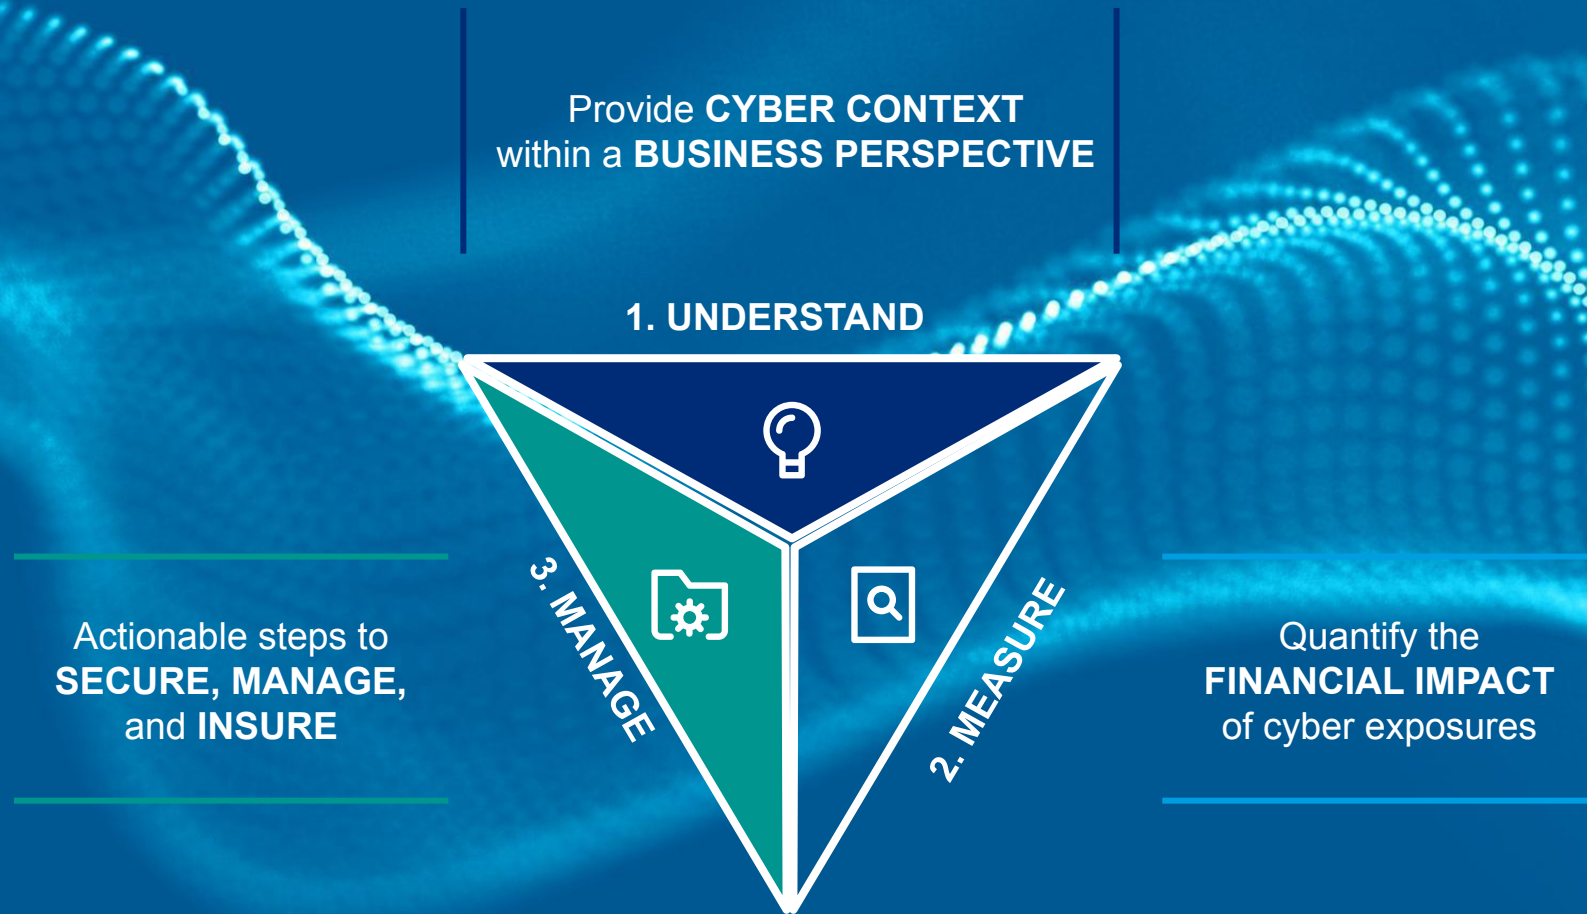 Provide CYBER CONTEXT
within a BUSINESS PERSPECTIVE
1. UNDERSTAND
3. MANAGE
2. MEASURE
Actionable steps to
SECURE, MANAGE,
and INSURE
Quantify the
FINANCIAL IMPACT
of cyber exposures